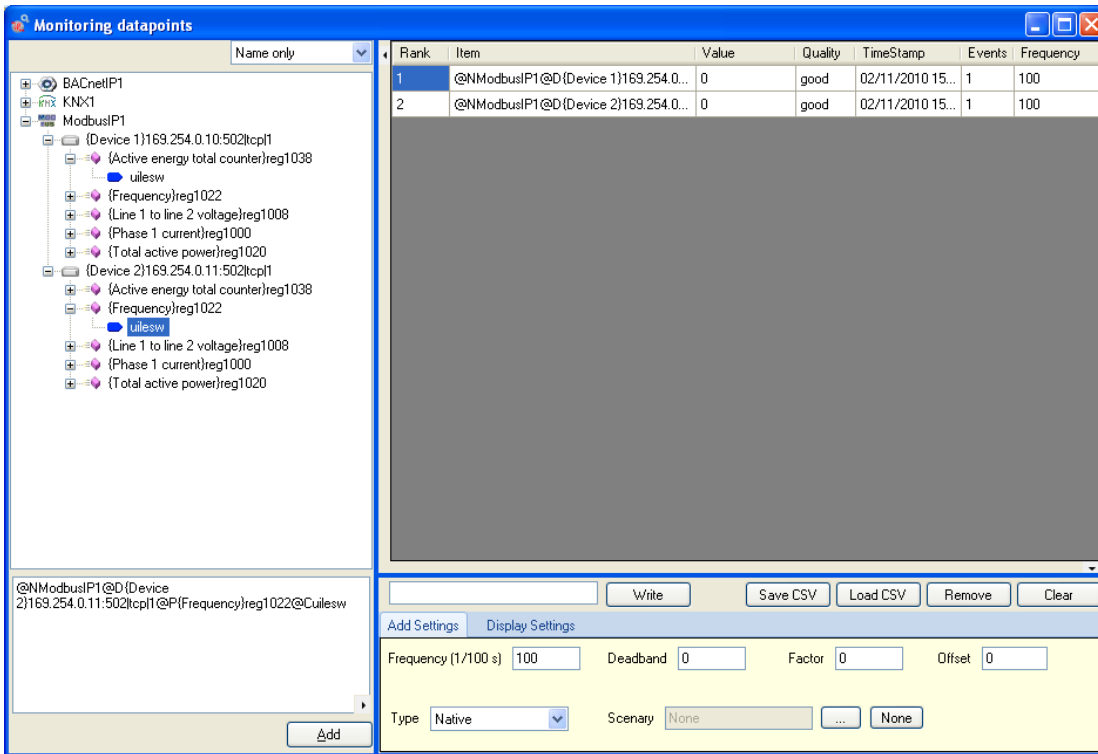 Monitoring datapoints
Name only
BACnetIP1
KNX KNX1
ModbusIP1
{Device 1}169.254.0.10:502|tcp|1
{Active energy total counter}reg1038
uilesw
{Frequency}reg1022
{Line 1 to line 2 voltage}reg1008
{Phase 1 current}reg1000
{Total active power}reg1020
{Device 2}169.254.0.11:502|tcp|1
{Active energy total counter}reg1038
{Frequency}reg1022
uilesw
{Line 1 to line 2 voltage}reg1008
{Phase 1 current}reg1000
{Total active power}reg1020
@NModbusIP1@D{Device
2}169.254.0.11:502|tcp|1@P{Frequency}reg1022@Cuilesw
Add
Rank Item Value Quality TimeStamp Events Frequency
1 @NModbusIP1@D{Device 1}169.254.0... 0 good 02/11/2010 15... 1 100
2 @NModbusIP1@D{Device 2}169.254.0... 0 good 02/11/2010 15... 1 100
Write Save CSV Load CSV Remove Clear
Add Settings Display Settings
Frequency (1/100 s) 100 Deadband 0 Factor 0 Offset 0
Type Native Scenary None ... None